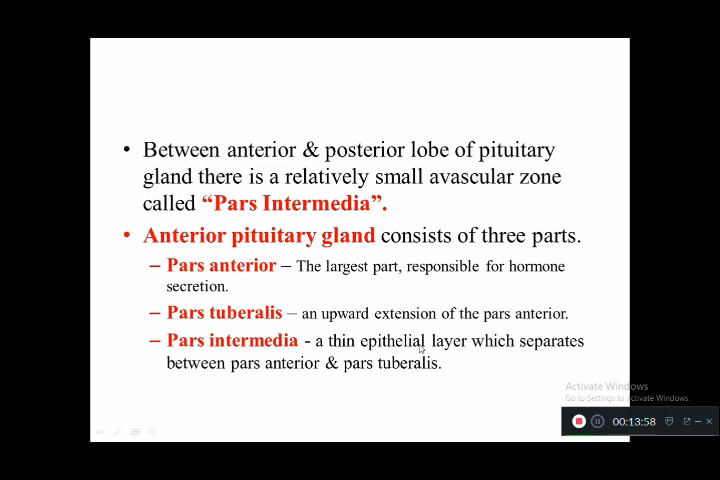 • Between anterior & posterior lobe of pituitary
gland there is a relatively small avascular zone
called “Pars Intermedia”.
• Anterior pituitary gland consists of three parts.
– Pars anterior – The largest part, responsible for hormone
secretion.
– Pars tuberalis – an upward extension of the pars anterior.
– Pars intermedia - a thin epithelial layer which separates
between pars anterior & pars tuberalis.
Activate Windows
Go to Settings to activate Windows.
00:13:58